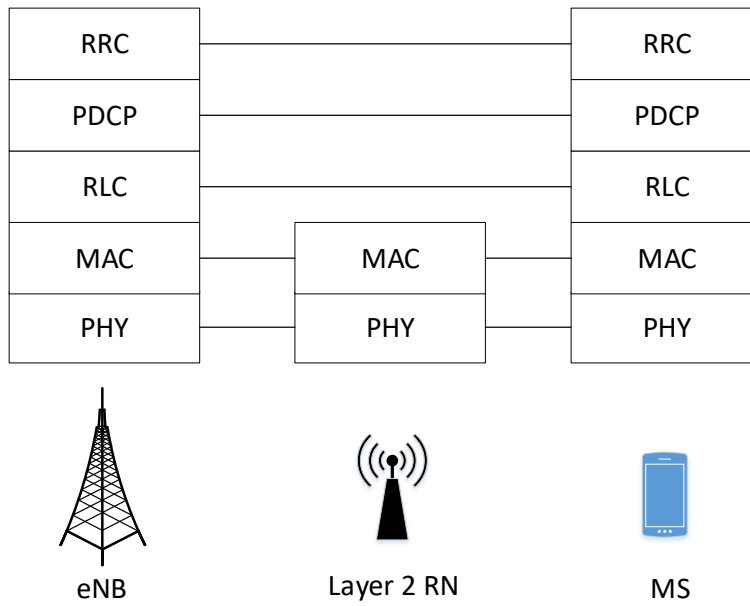 RRC RRC
PDCP PDCP
RLC RLC
MAC MAC MAC
PHY PHY PHY
eNB Layer 2 RN MS